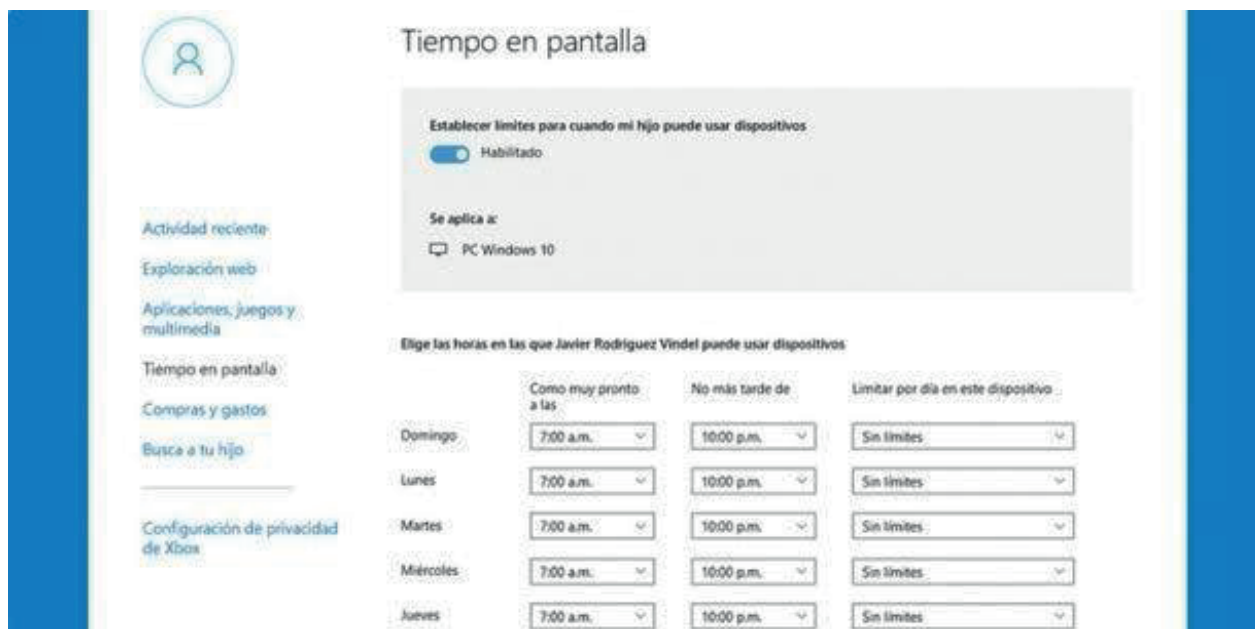 Tiempo en pantalla
Establecer límites para cuando mi hijo puede usar dispositivos
Habilitado
Se aplica a:
PC Windows 10
Actividad reciente
Exploración web
Aplicaciones, juegos y
multimedia
Tiempo en pantalla
Compras y gastos
Busca a tu hijo
Configuración de privacidad
de Xbox
Elige las horas en las que Javier Rodríguez Vindel puede usar dispositivos
Como muy pronto
a las
No más tarde de
Limitar por día en este dispositivo
Domingo 7:00 a.m. 10:00 p.m. Sin límites
Lunes 7:00 a.m. 10:00 p.m. Sin límites
Martes 7:00 a.m. 10:00 p.m. Sin límites
Miércoles 7:00 a.m. 10:00 p.m. Sin límites
Jueves 7:00 a.m. 10:00 p.m. Sin límites